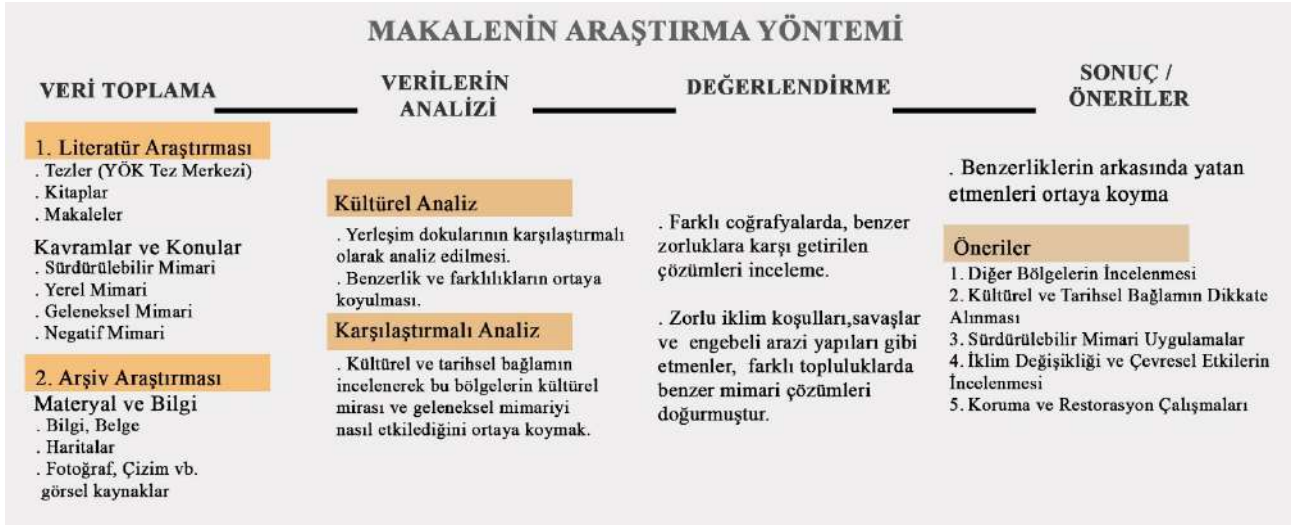 MAKALENİN ARAŞTIRMA YÖNTEMİ
VERİ TOPLAMA
1. Literatür Araştırması
. Tezler (YÖK Tez Merkezi)
. Kitaplar
. Makaleler
Kavramlar ve Konular
. Sürdürülebilir Mimari
. Yerel Mimari
. Geleneksel Mimari
. Negatif Mimari
2. Arşiv Araştırması
Materyal ve Bilgi
. Bilgi, Belge
. Haritalar
. Fotoğraf, Çizim vb.
görsel kaynaklar
VERİLERİN
ANALİZİ
Kültürel Analiz
. Yerleşim dokularının karşılaştırmalı
olarak analiz edilmesi.
. Benzerlik ve farklılıkların ortaya
koyulması.
Karşılaştırmalı Analiz
. Kültürel ve tarihsel bağlamın
incelenerek bu bölgelerin kültürel
mirası ve geleneksel mimariyi
nasıl etkilediğini ortaya koymak.
DEĞERLENDİRME
. Farklı coğrafyalarda, benzer
zorluklara karşı getirilen
çözümleri inceleme.
. Zorlu iklim koşulları,savaşlar
ve engebeli arazi yapıları gibi
etmenler, farklı topluluklarda
benzer mimari çözümleri
doğurmuştur.
SONUÇ /
ÖNERİLER
. Benzerliklerin arkasında yatan
etmenleri ortaya koyma
Öneriler
1. Diğer Bölgelerin İncelenmesi
2. Kültürel ve Tarihsel Bağlamın Dikkate
Alınması
3. Sürdürülebilir Mimari Uygulamalar
4. İklim Değişikliği ve Çevresel Etkilerin
İncelenmesi
5. Koruma ve Restorasyon Çalışmaları